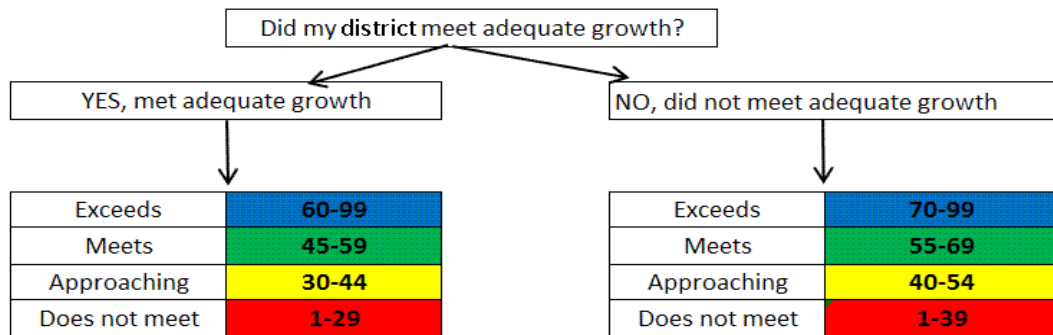 Did my district meet adequate growth?
YES, met adequate growth
NO, did not meet adequate growth
Exceeds 60-99
Meets 45-59
Approaching 30-44
Does not meet 1-29
Exceeds 70-99
Meets 55-69
Approaching 40-54
Does not meet 1-39